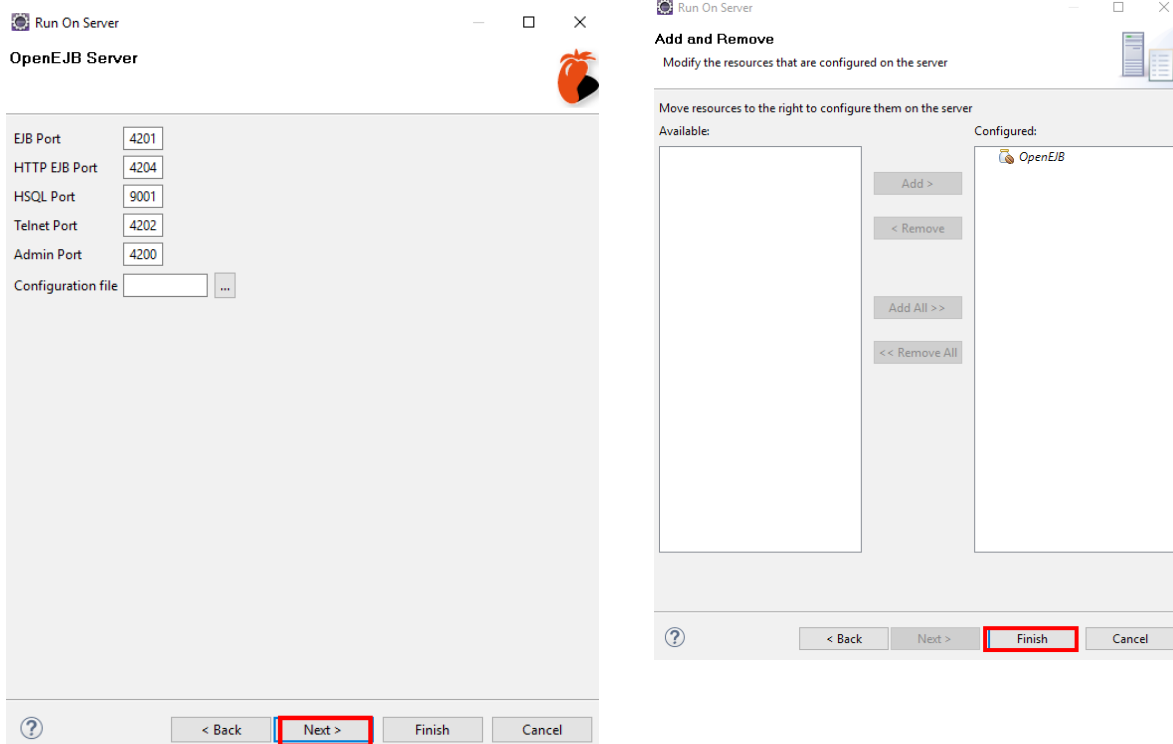 Run On Server
OpenEJB Server
EJB Port 4201
HTTP EJB Port 4204
HSQL Port 9001
Telnet Port 4202
Admin Port 4200
Configuration file ...
? < Back Next > Finish Cancel
Run On Server
Add and Remove
Modify the resources that are configured on the server
Move resources to the right to configure them on the server
Available: Configured:
OpenEJB
Add >
< Remove
Add All >>
<< Remove All
? < Back Next > Finish Cancel